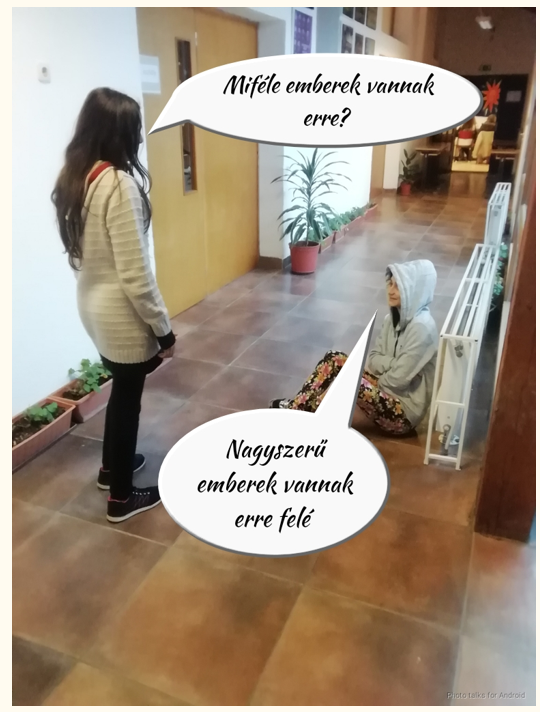 Miféle emberek vannak
erre?
Nagyszerű
emberek vannak
erre felé
Photo talks for Android